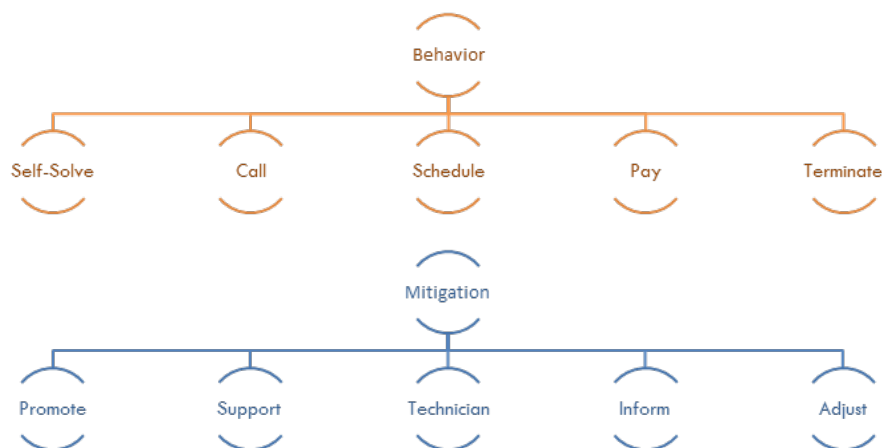 Behavior
Self-Solve Call Schedule Pay Terminate
Mitigation
Promote Support Technician Inform Adjust